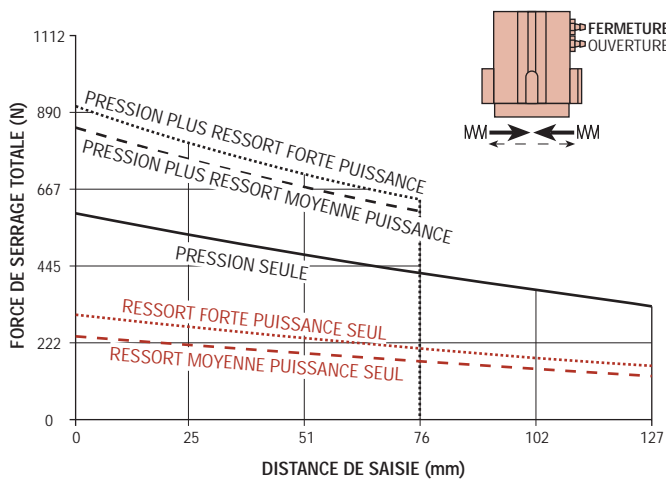 FERMETURE
OUVERTURE
FORCE DE SERRAGE TOTALE (N)
1112
890
667
445
222
0
PRESSION PLUS RESSORT FORTE PUISSANCE
PRESSION PLUS RESSORT MOYENNE PUISSANCE
PRESSION SEULE
RESSORT FORTE PUISSANCE SEUL
RESSORT MOYENNE PUISSANCE SEUL
0 25 51 76 102 127
DISTANCE DE SAISIE (mm)